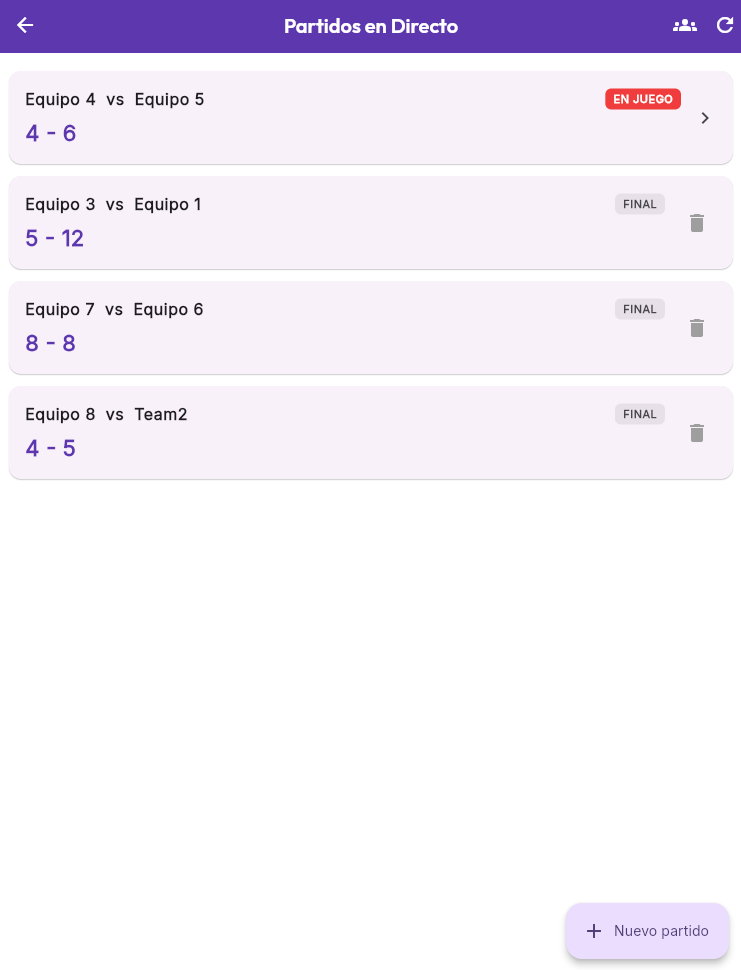 Partidos en Directo
Equipo 4 vs Equipo 5
EN JUEGO
4 - 6
Equipo 3 vs Equipo 1
FINAL
5 - 12
Equipo 7 vs Equipo 6
FINAL
8 - 8
Equipo 8 vs Team2
FINAL
4 - 5
Nuevo partido